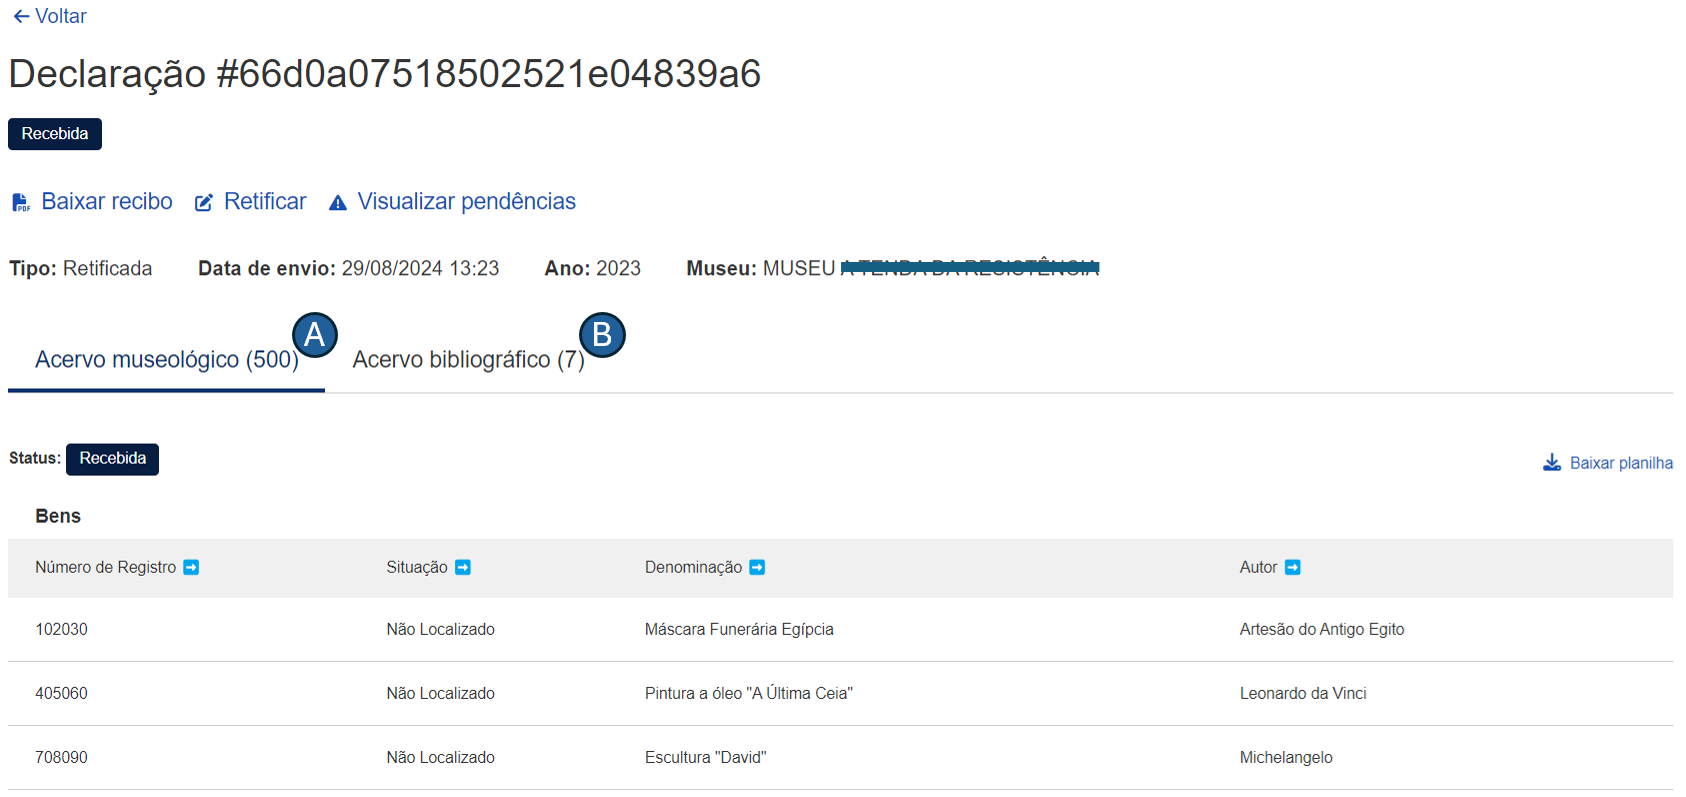 Voltar
Declaração #66d0a07518502521e04839a6
Recebida
Baixar recibo Retificar Visualizar pendências
Tipo: Retificada Data de envio: 29/08/2024 13:23 Ano: 2023 Museu: MUSEU
A B
Acervo museológico (500) Acervo bibliográfico (7)
Status: Recebida Baixar planilha
Bens
Número de Registro Situação Denominação Autor
102030 Não Localizado Máscara Funerária Egípcia Artesão do Antigo Egito
405060 Não Localizado Pintura a óleo "A Última Ceia" Leonardo da Vinci
708090 Não Localizado Escultura "David" Michelangelo